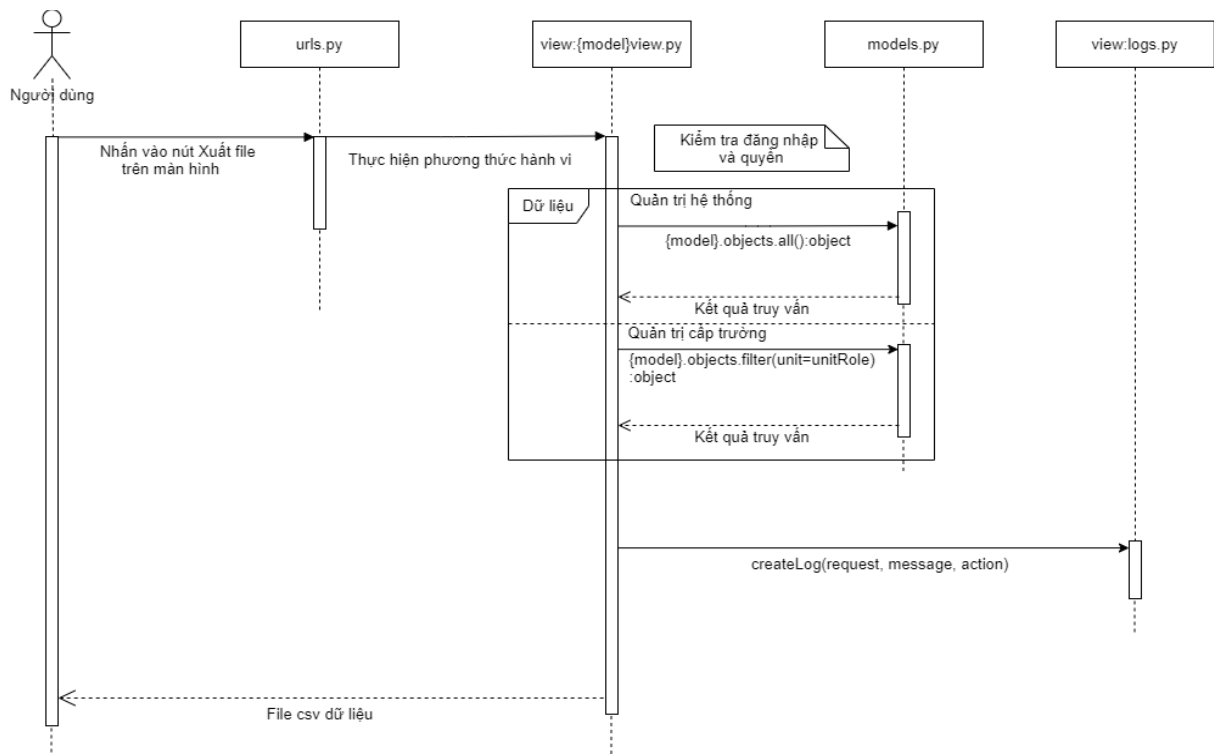 urls.py
view:{model}view.py
models.py
view:logs.py
Người dùng
Nhấn vào nút Xuất file
trên màn hình
Thực hiện phương thức hành vi
Kiểm tra đăng nhập
và quyền
Dữ liệu
Quản trị hệ thống
{model}.objects.all():object
Kết quả truy vấn
Quản trị cấp trường
{model}.objects.filter(unit=unitRole)
:object
Kết quả truy vấn
createLog(request, message, action)
File csv dữ liệu